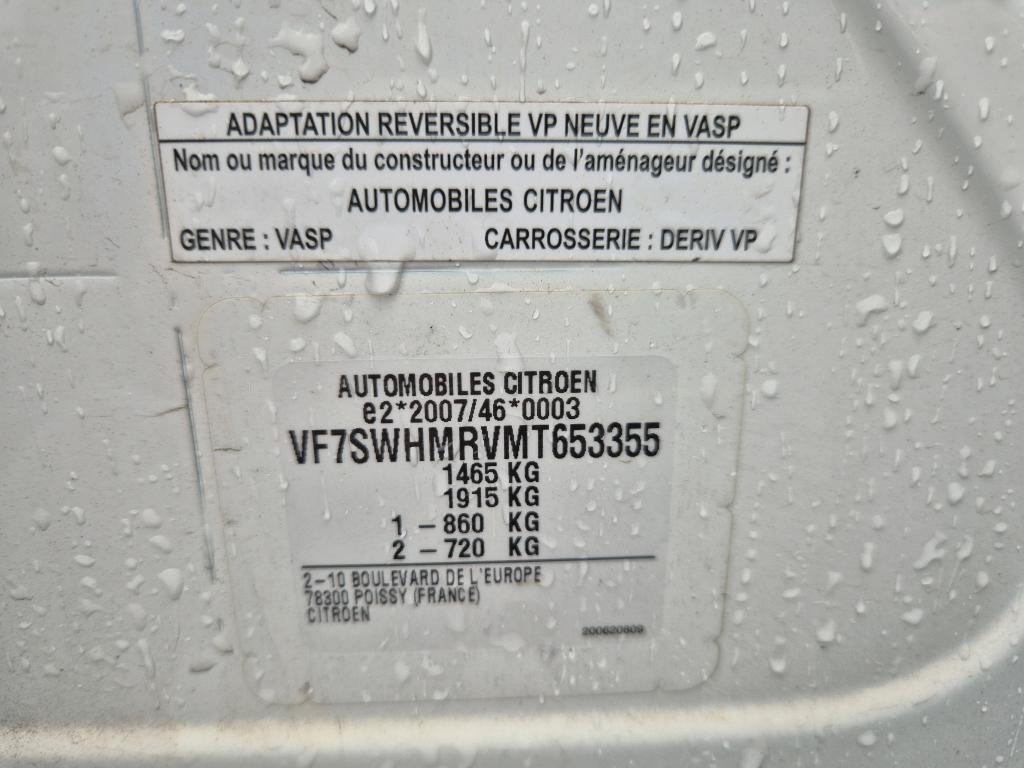 ADAPTATION REVERSIBLE VP NEUVE EN VASP
Nom ou marque du constructeur ou de l'aménageur désigné :
AUTOMOBILES CITROEN
GENRE : VASP CARROSSERIE : DERIV VP
AUTOMOBILES CITROEN
e2*2007/46*0003
VF7SWHMRVMT653355
1465 KG
1915 KG
1 - 860 KG
2 - 720 KG
2-10 BOULEVARD DE L'EUROPE
78300 POISSY (FRANCE)
CITROEN
200620609